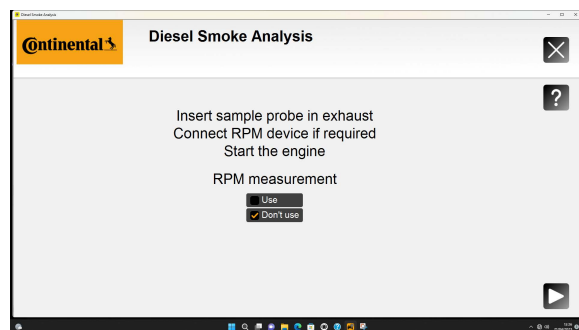 Diesel Smoke Analysis
Continental
Diesel Smoke Analysis
?
Insert sample probe in exhaust
Connect RPM device if required
Start the engine
RPM measurement
Use
Don't use